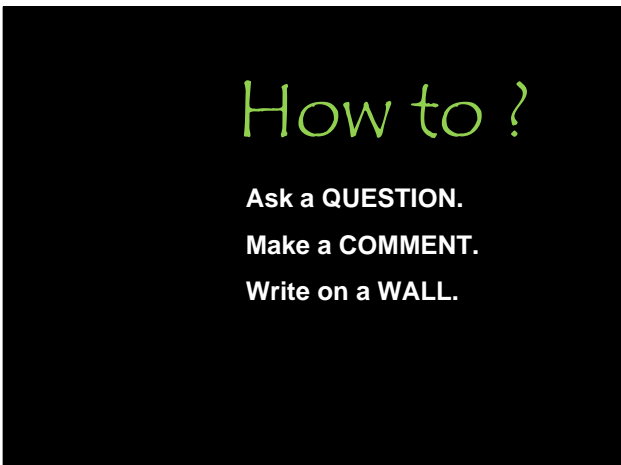 How to ?
Ask a QUESTION.
Make a COMMENT.
Write on a WALL.